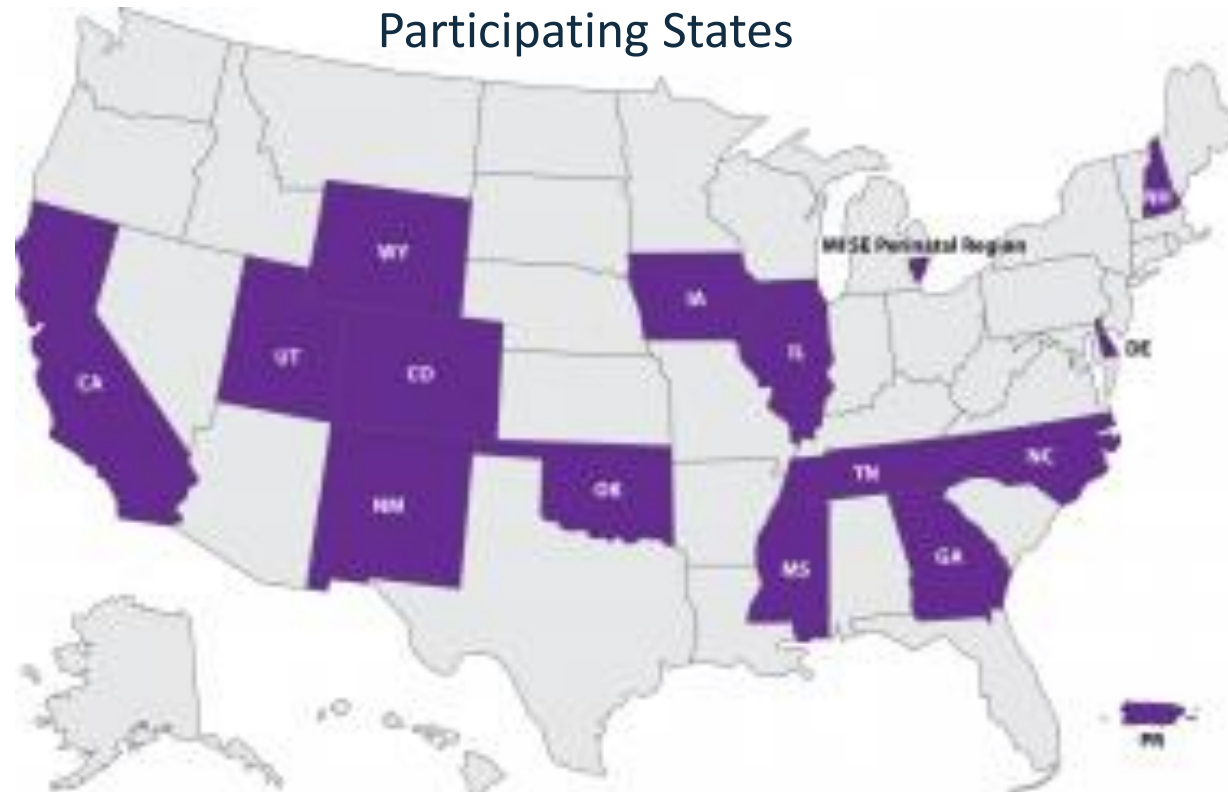 Participating States
NH
WY
MI SE Perinatal Region
IA
IL
UT
CO
DE
CA
NC
TN
OK
NM
GA
MS
PR